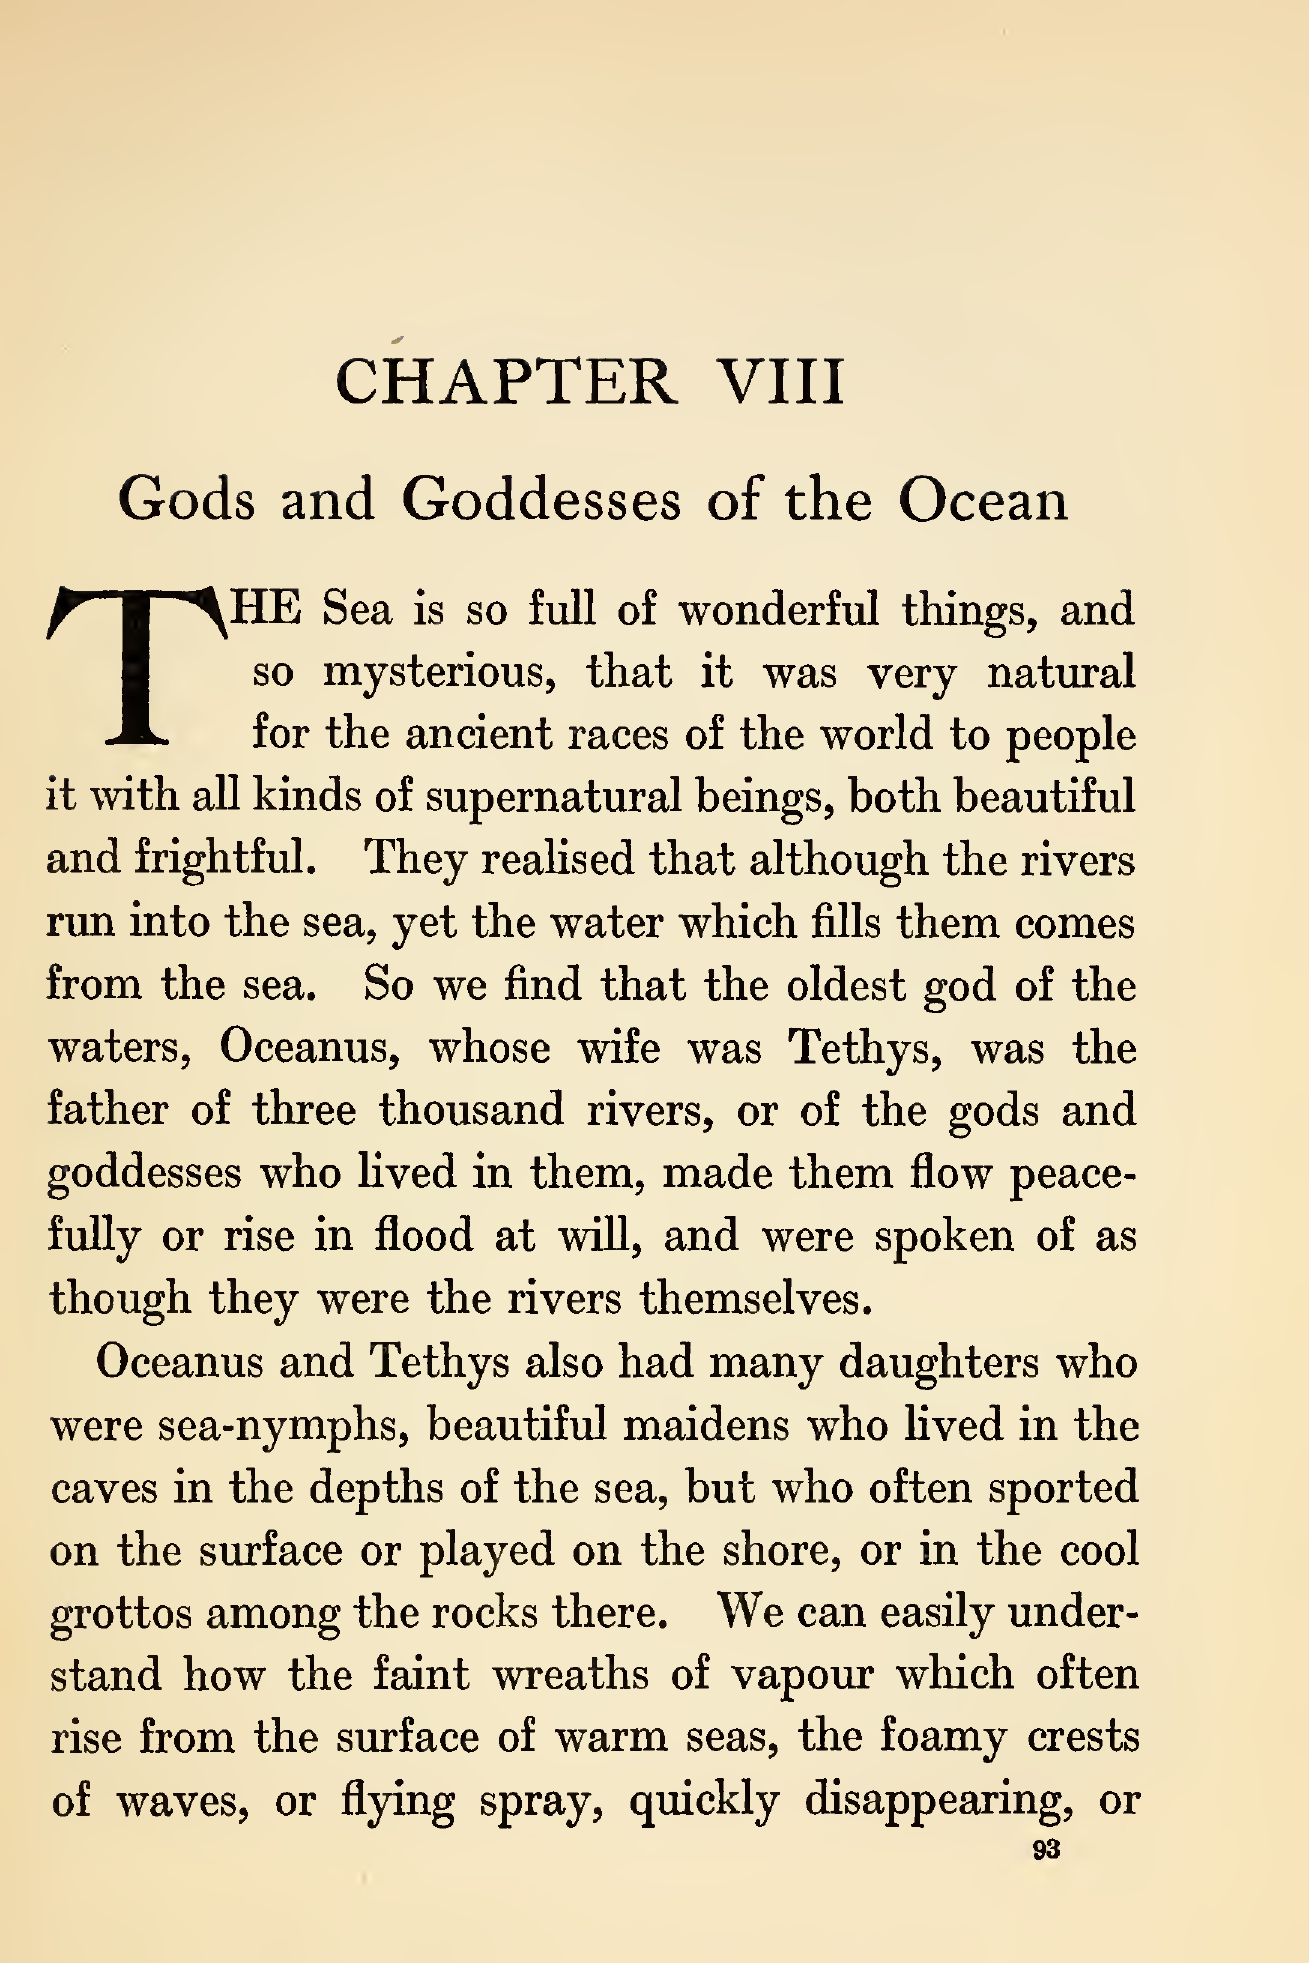 CHAPTER VIII
Gods and Goddesses of the Ocean
THE Sea is so full of wonderful things, and
so mysterious, that it was very natural
for the ancient races of the world to people
it with all kinds of supernatural beings, both beautiful
and frightful. They realised that although the rivers
run into the sea, yet the water which fills them comes
from the sea. So we find that the oldest god of the
waters, Oceanus, whose wife was Tethys, was the
father of three thousand rivers, or of the gods and
goddesses who lived in them, made them flow peace-
fully or rise in flood at will, and were spoken of as
though they were the rivers themselves.
Oceanus and Tethys also had many daughters who
were sea-nymphs, beautiful maidens who lived in the
caves in the depths of the sea, but who often sported
on the surface or played on the shore, or in the cool
grottos among the rocks there. We can easily under-
stand how the faint wreaths of vapour which often
rise from the surface of warm seas, the foamy crests
of waves, or flying spray, quickly disappearing, or
93